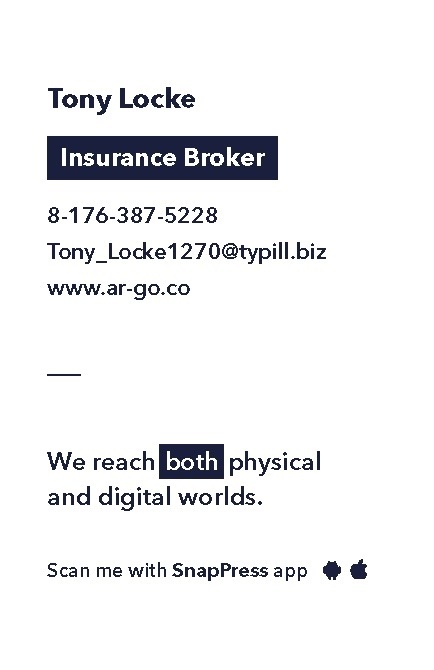 Tony Locke
Insurance Broker
8-176-387-5228
Tony_Locke1270@typill.biz
www.ar-go.co
We reach both physical
and digital worlds.
Scan me with SnapPress app